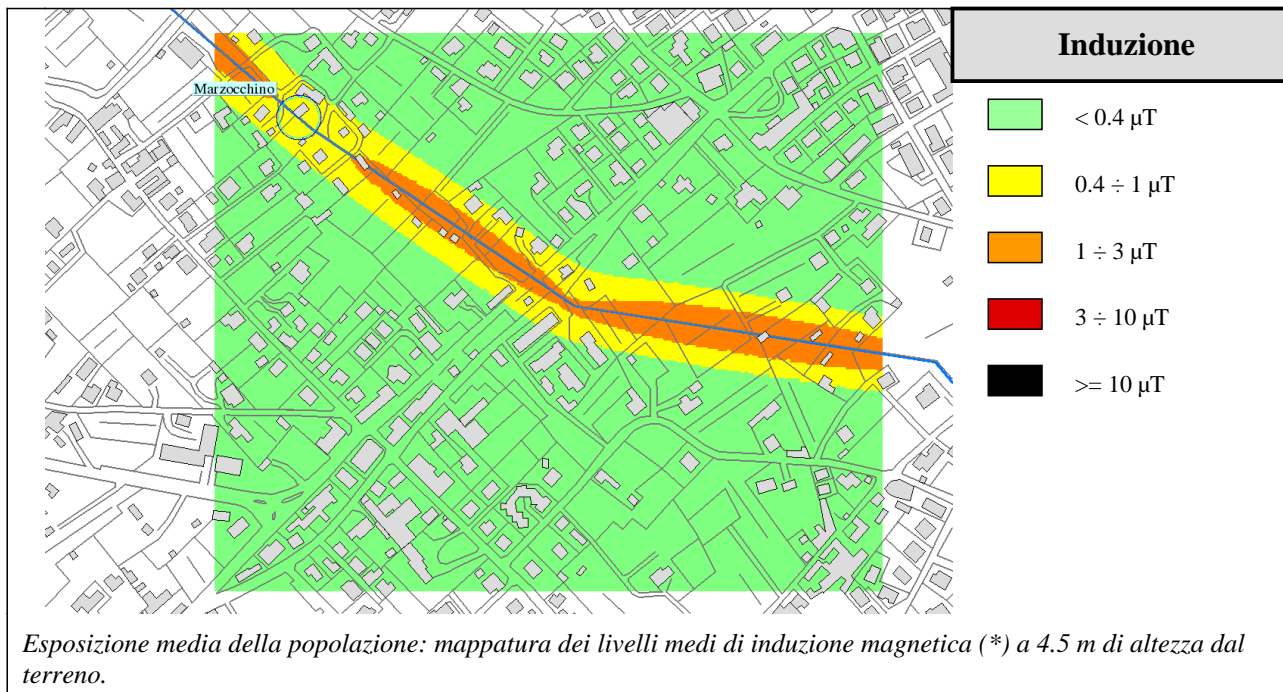 Induzione
Marzocchino
< 0.4 µT
0.4 ÷ 1 µT
1 ÷ 3 µT
3 ÷ 10 µT
>= 10 µT
Esposizione media della popolazione: mappatura dei livelli medi di induzione magnetica (*) a 4.5 m di altezza dal
terreno.